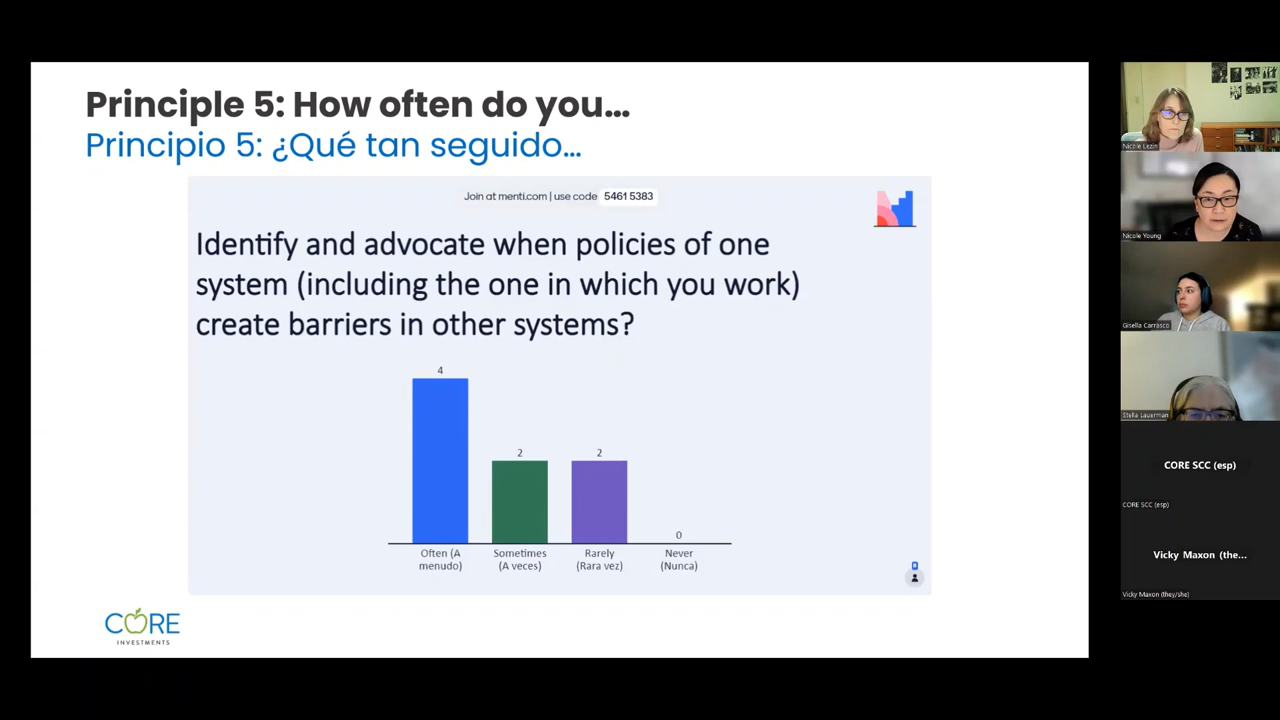 Principle 5: How often do you…
Principio 5: ¿Qué tan seguido…
Join at menti.com | use code 5461 5383
Identify and advocate when policies of one
system (including the one in which you work)
create barriers in other systems?
4
2
2
0
Often (A
menudo)
Sometimes
(A veces)
Rarely
(Rara vez)
Never
(Nunca)
CORE
INVESTMENTS
Nicole Lezin
Nicole Young
Gisella Carrasco
Stella Lauerman
CORE SCC (esp)
CORE SCC (esp)
Vicky Maxon (the...
Vicky Maxon (they/she)